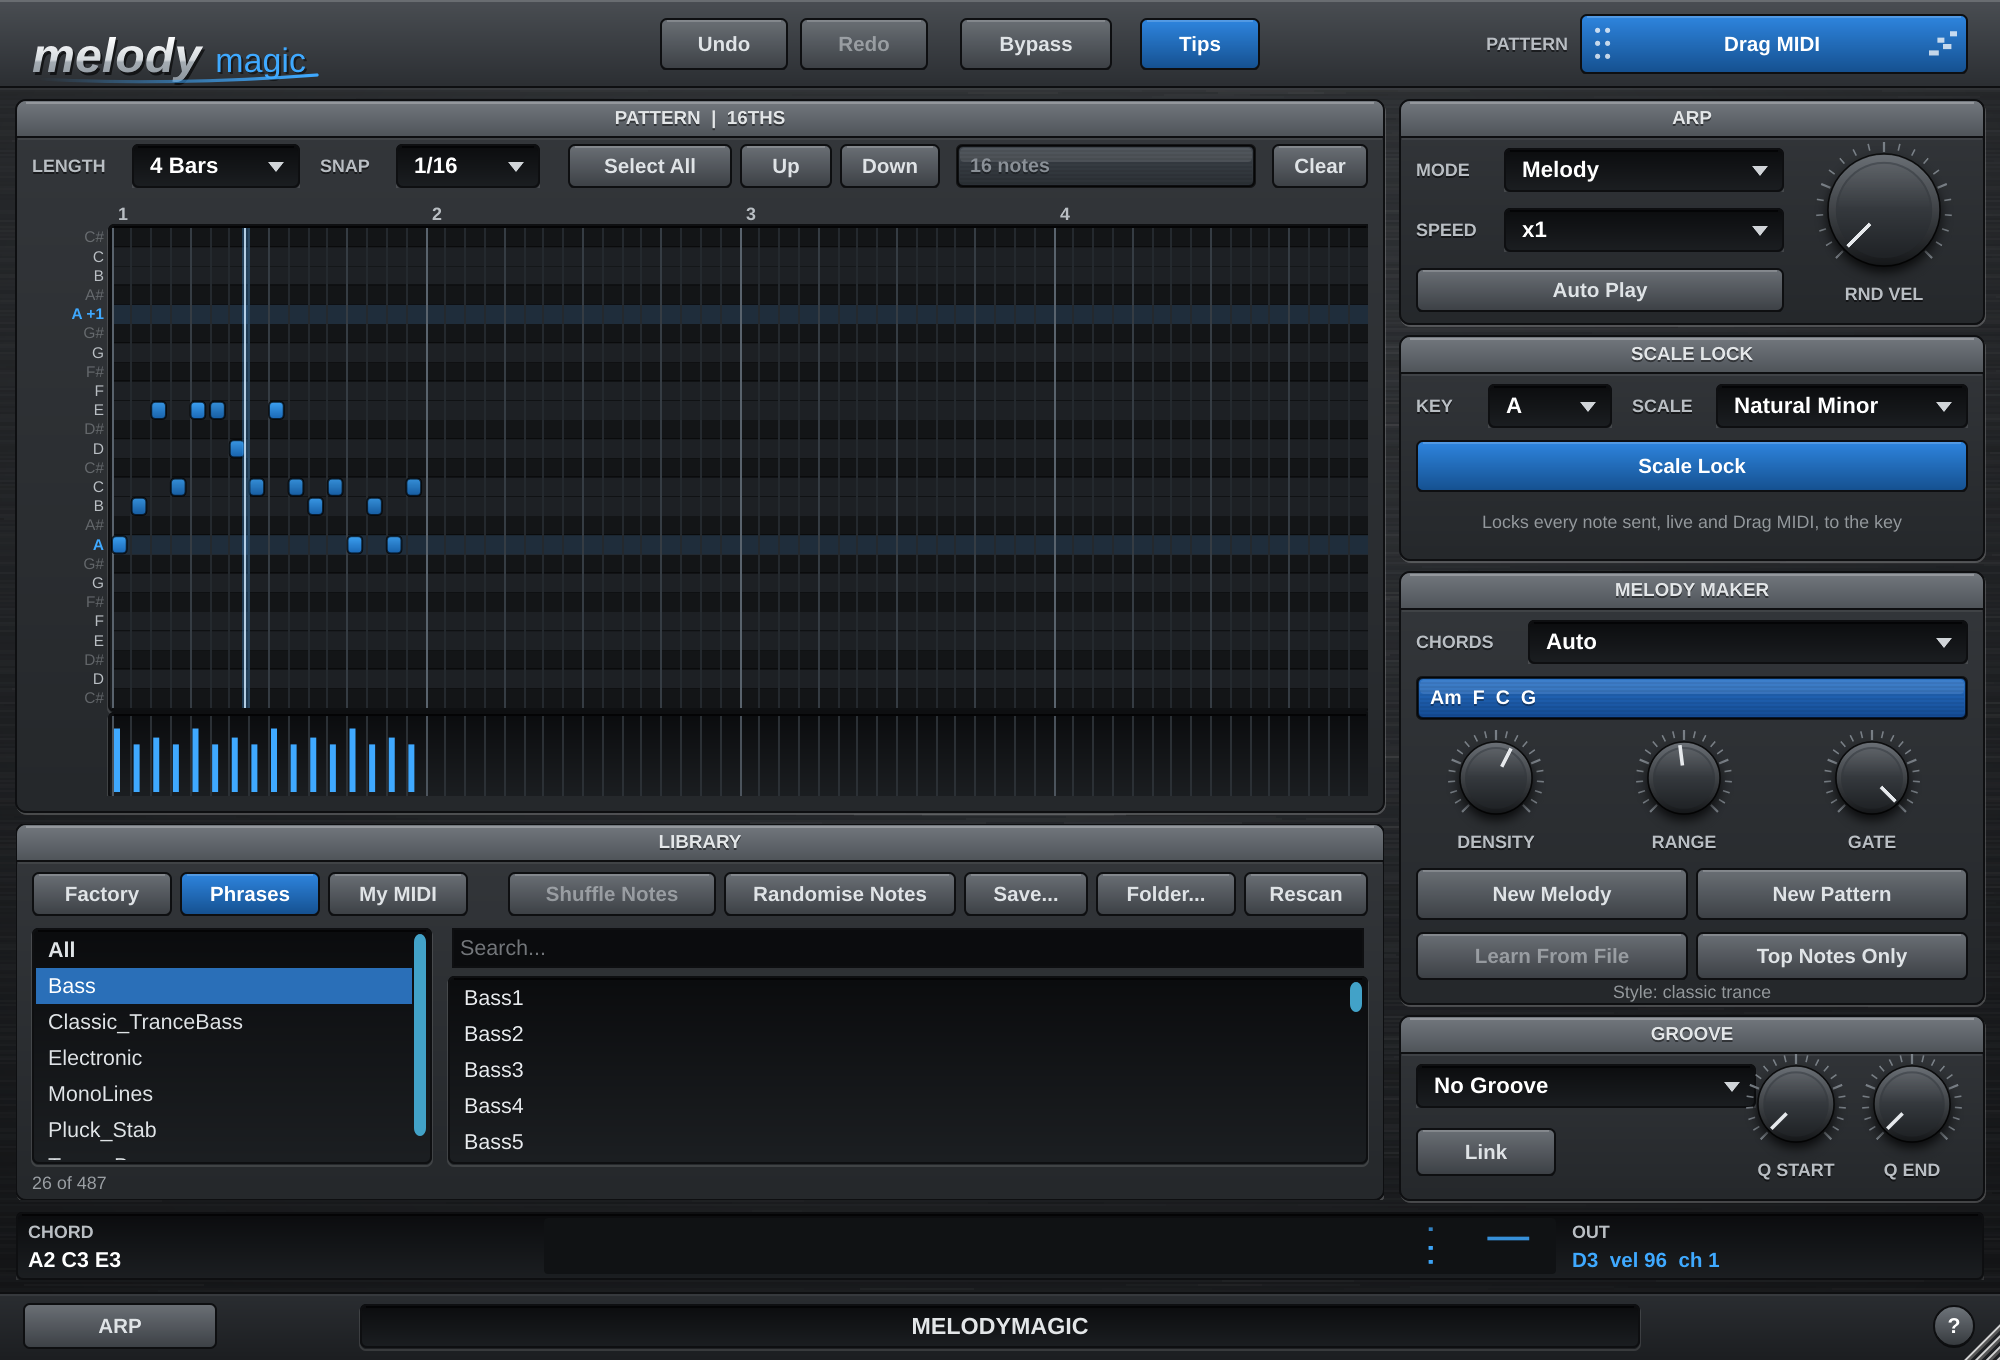 melody magic
Undo
Redo
Bypass
Tips
PATTERN
Drag MIDI
PATTERN | 16THS
LENGTH
4 Bars
SNAP
1/16
Select All
Up
Down
16 notes
Clear
1 2 3 4
C#
C
B
A#
A +1
G#
G
F#
F
E
D#
D
C#
C
B
A#
A
G#
G
F#
F
E
D#
D
C#
ARP
MODE
Melody
SPEED
x1
Auto Play
RND VEL
SCALE LOCK
KEY
A
SCALE
Natural Minor
Scale Lock
Locks every note sent, live and Drag MIDI, to the key
MELODY MAKER
CHORDS
Auto
Am F C G
DENSITY
RANGE
GATE
New Melody
New Pattern
Learn From File
Top Notes Only
Style: classic trance
GROOVE
No Groove
Link
Q START
Q END
LIBRARY
Factory
Phrases
My MIDI
Shuffle Notes
Randomise Notes
Save...
Folder...
Rescan
All
Bass
Classic_TranceBass
Electronic
MonoLines
Pluck_Stab
Search...
Bass1
Bass2
Bass3
Bass4
Bass5
26 of 487
CHORD
A2 C3 E3
OUT
D3 vel 96 ch 1
ARP
MELODYMAGIC
?